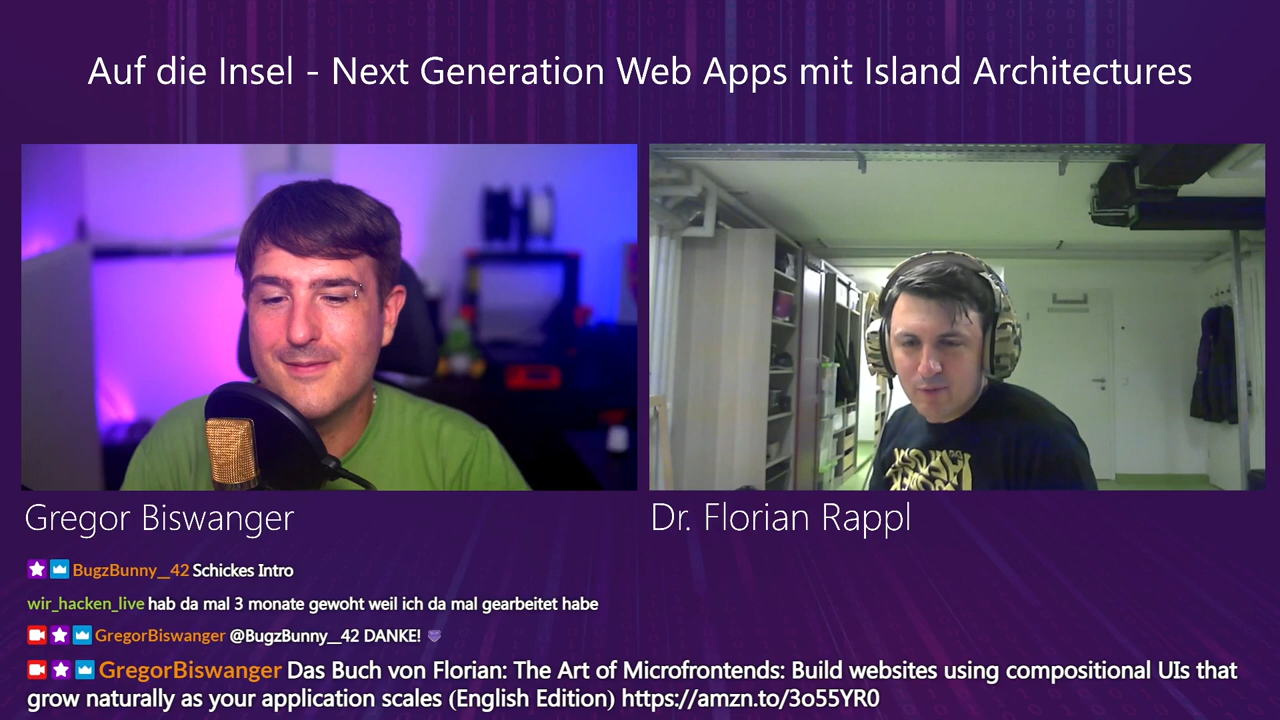 Auf die Insel - Next Generation Web Apps mit Island Architectures
Gregor Biswanger
Dr. Florian Rappl
BugzBunny__42 Schickes Intro
wir_hacken_live hab da mal 3 monate gewoht weil ich da mal gearbeitet habe
GregorBiswanger @BugzBunny__42 DANKE!
GregorBiswanger Das Buch von Florian: The Art of Microfrontends: Build websites using compositional UIs that
grow naturally as your application scales (English Edition) https://amzn.to/3o55YR0